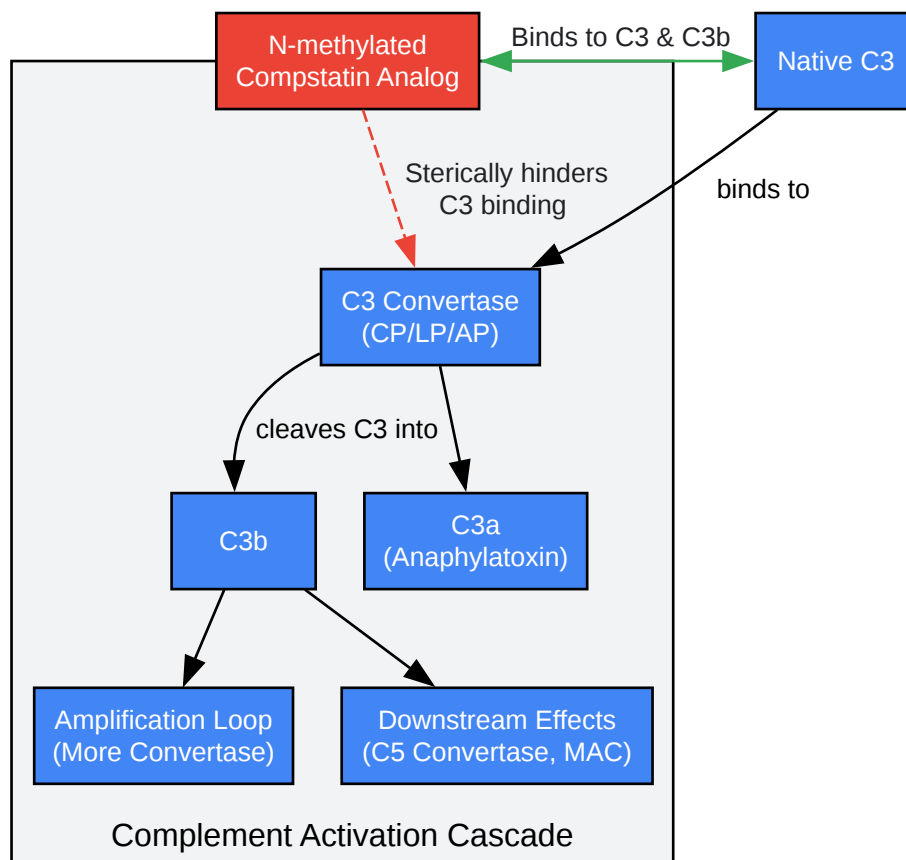 N-methylated
Compstatin Analog
Binds to C3 & C3b
Native C3
Sterically hinders
C3 binding
binds to
C3 Convertase
(CP/LP/AP)
cleaves C3 into
C3b
C3a
(Anaphylatoxin)
Amplification Loop
(More Convertase)
Downstream Effects
(C5 Convertase, MAC)
Complement Activation Cascade